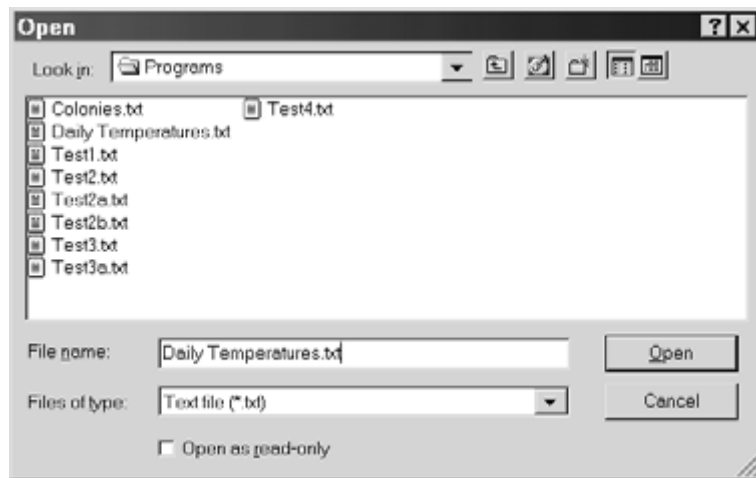 Open
Look in: Programs
Colonies.txt
Daily Temperatures.txt
Test1.txt
Test2.txt
Test2a.txt
Test2b.txt
Test3.txt
Test3a.txt
Test4.txt
File name: Daily Temperatures.txt Open
Files of type: Text file (*.txt) Cancel
Open as read-only